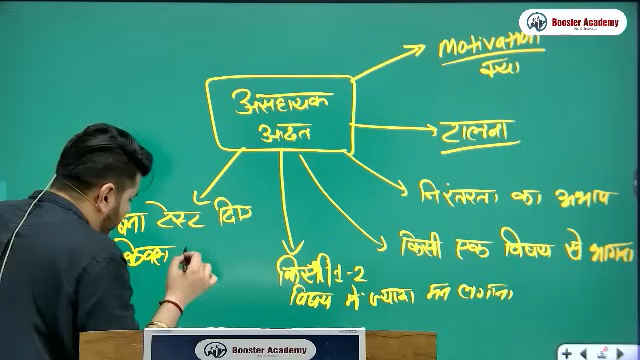 Booster Academy
Motivation
असहायक
आदत
टालना
निरंतरता का अभाव
टेस्ट दिए
किसी एक विषय से भागना
केवल
किसी 1-2
विषय में ज्यादा मन लगाना
Booster Academy